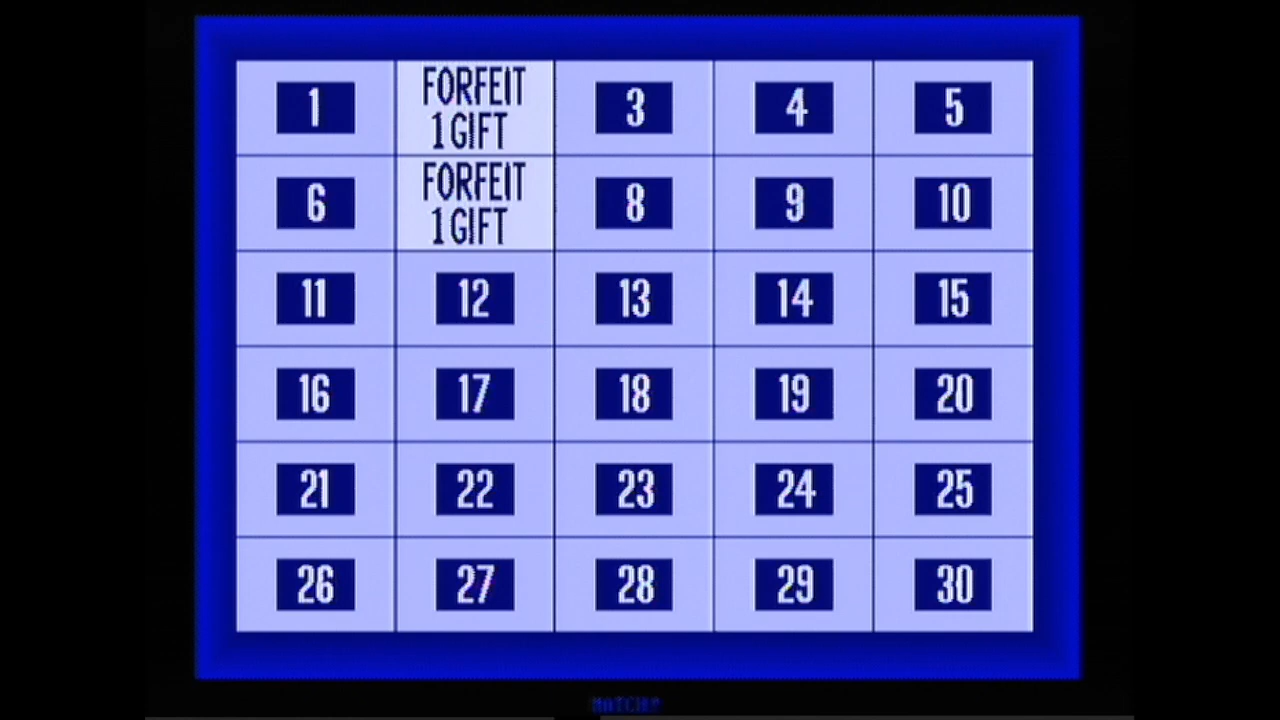 1 FORFEIT 1 GIFT 3 4 5
6 FORFEIT 1 GIFT 8 9 10
11 12 13 14 15
16 17 18 19 20
21 22 23 24 25
26 27 28 29 30
MATCH!